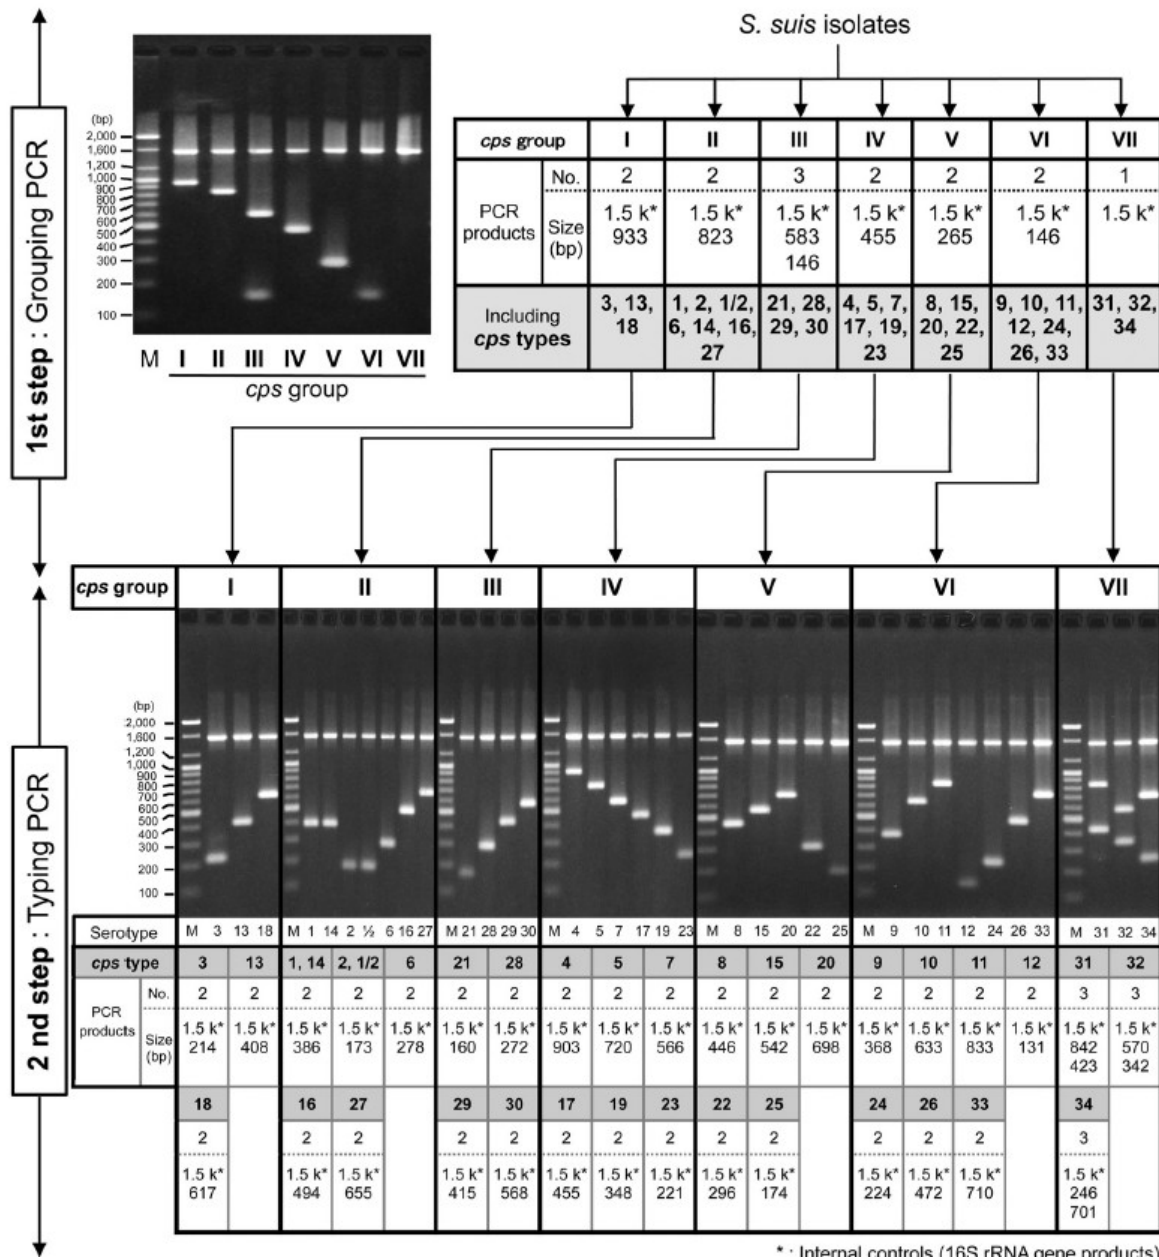 S. suis isolates
1st step : Grouping PCR
(bp)
2,000
1,600
1,200
1,000
900
800
700
600
500
400
300
200
100
M I II III IV V VI VII
cps group
cps group I II III IV V VI VII
PCR products
No. 2 2 3 2 2 2 1
Size (bp)
1.5 k* 1.5 k* 1.5 k* 1.5 k* 1.5 k* 1.5 k* 1.5 k*
933 823 583 455 265 146
146
Including cps types
3, 13, 1, 2, 1/2, 21, 28, 4, 5, 7, 8, 15, 9, 10, 11, 31, 32,
18 6, 14, 16, 29, 30 17, 19, 20, 22, 12, 24, 34
27 23 25 26, 33
2 nd step : Typing PCR
cps group I II III IV V VI VII
(bp)
2,000
1,600
1,200
1,000
900
800
700
600
500
400
300
200
100
Serotype M 3 13 18 M 1 14 2 ½ 6 16 27 M 21 28 29 30 M 4 5 7 17 19 23 M 8 15 20 22 25 M 9 10 11 12 24 26 33 M 31 32 34
cps type 3 13 1, 14 2, 1/2 6 21 28 4 5 7 8 15 20 9 10 11 12 31 32
PCR products
No. 2 2 2 2 2 2 2 2 2 2 2 2 2 2 2 2 2 3 3
Size (bp)
1.5 k* 1.5 k* 1.5 k* 1.5 k* 1.5 k* 1.5 k* 1.5 k* 1.5 k* 1.5 k* 1.5 k* 1.5 k* 1.5 k* 1.5 k* 1.5 k* 1.5 k* 1.5 k* 1.5 k* 1.5 k* 1.5 k*
214 408 386 173 278 160 272 903 720 566 446 542 698 368 633 833 131 842 570
423 342
18 16 27 29 30 17 19 23 22 25 24 26 33 34
2 2 2 2 2 2 2 2 2 2 2 2 2 3
1.5 k* 1.5 k* 1.5 k* 1.5 k* 1.5 k* 1.5 k* 1.5 k* 1.5 k* 1.5 k* 1.5 k* 1.5 k* 1.5 k* 1.5 k* 1.5 k*
617 494 655 415 568 455 348 221 296 174 224 472 710 246
701
* : Internal controls (16S rRNA gene products)